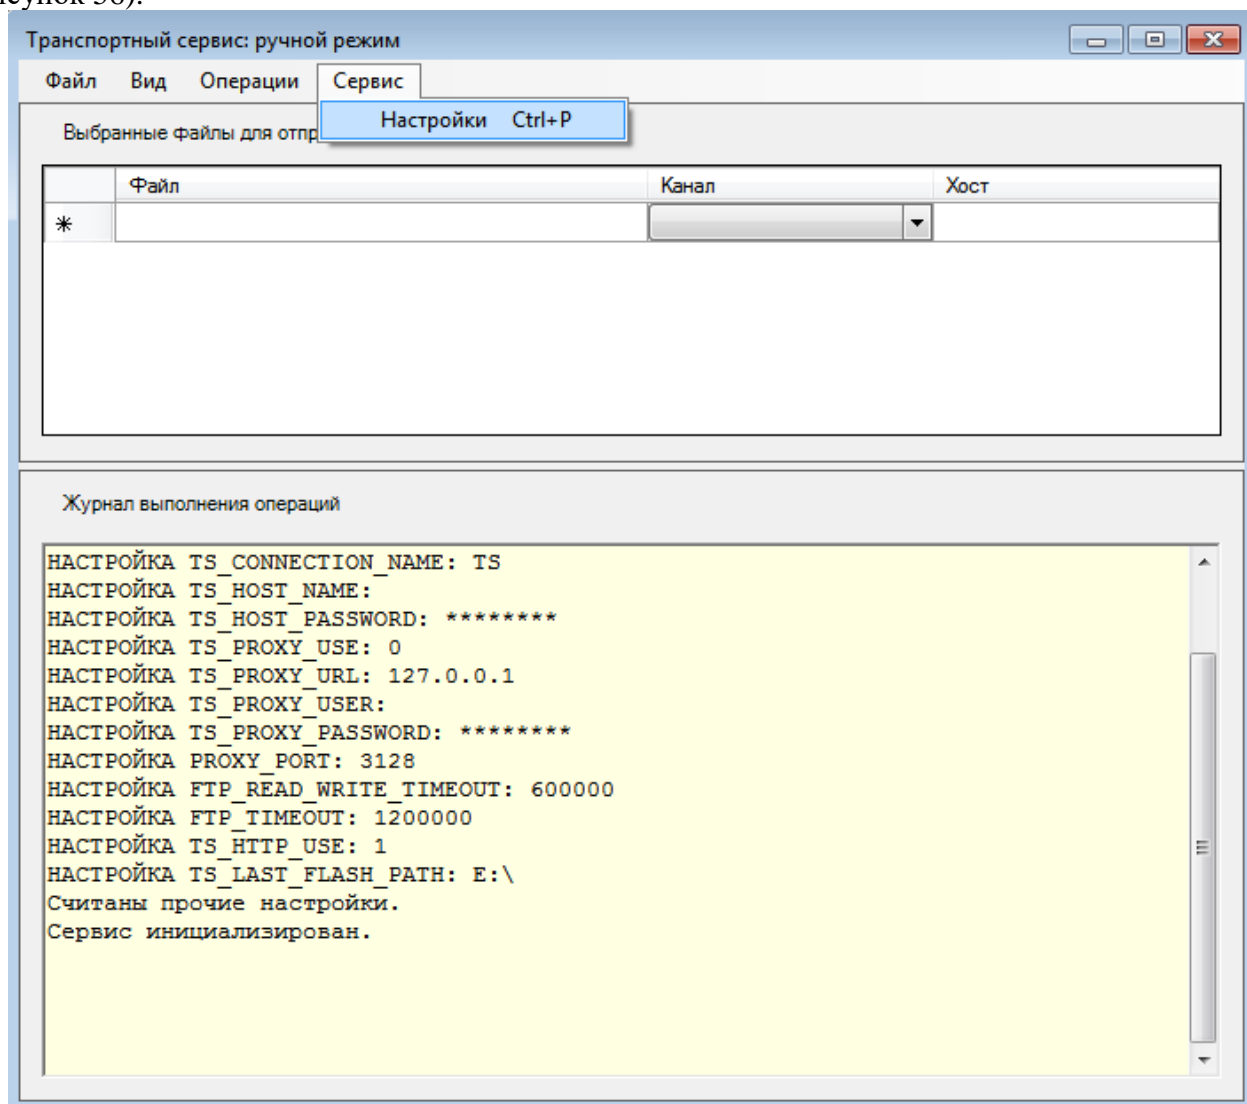 Транспортный сервис: ручной режим
Файл Вид Операции Сервис
Настройки Ctrl+P
Выбранные файлы для
Файл Канал Хост
Журнал выполнения операций
НАСТРОЙКА TS_CONNECTION_NAME: TS
НАСТРОЙКА TS_HOST_NAME:
НАСТРОЙКА TS_HOST_PASSWORD: ********
НАСТРОЙКА TS_PROXY_USE: 0
НАСТРОЙКА TS_PROXY_URL: 127.0.0.1
НАСТРОЙКА TS_PROXY_USER:
НАСТРОЙКА TS_PROXY_PASSWORD: ********
НАСТРОЙКА PROXY_PORT: 3128
НАСТРОЙКА FTP_READ_WRITE_TIMEOUT: 600000
НАСТРОЙКА FTP_TIMEOUT: 1200000
НАСТРОЙКА TS_HTTP_USE: 1
НАСТРОЙКА TS_LAST_FLASH_PATH: E:\
Считаны прочие настройки.
Сервис инициализирован.